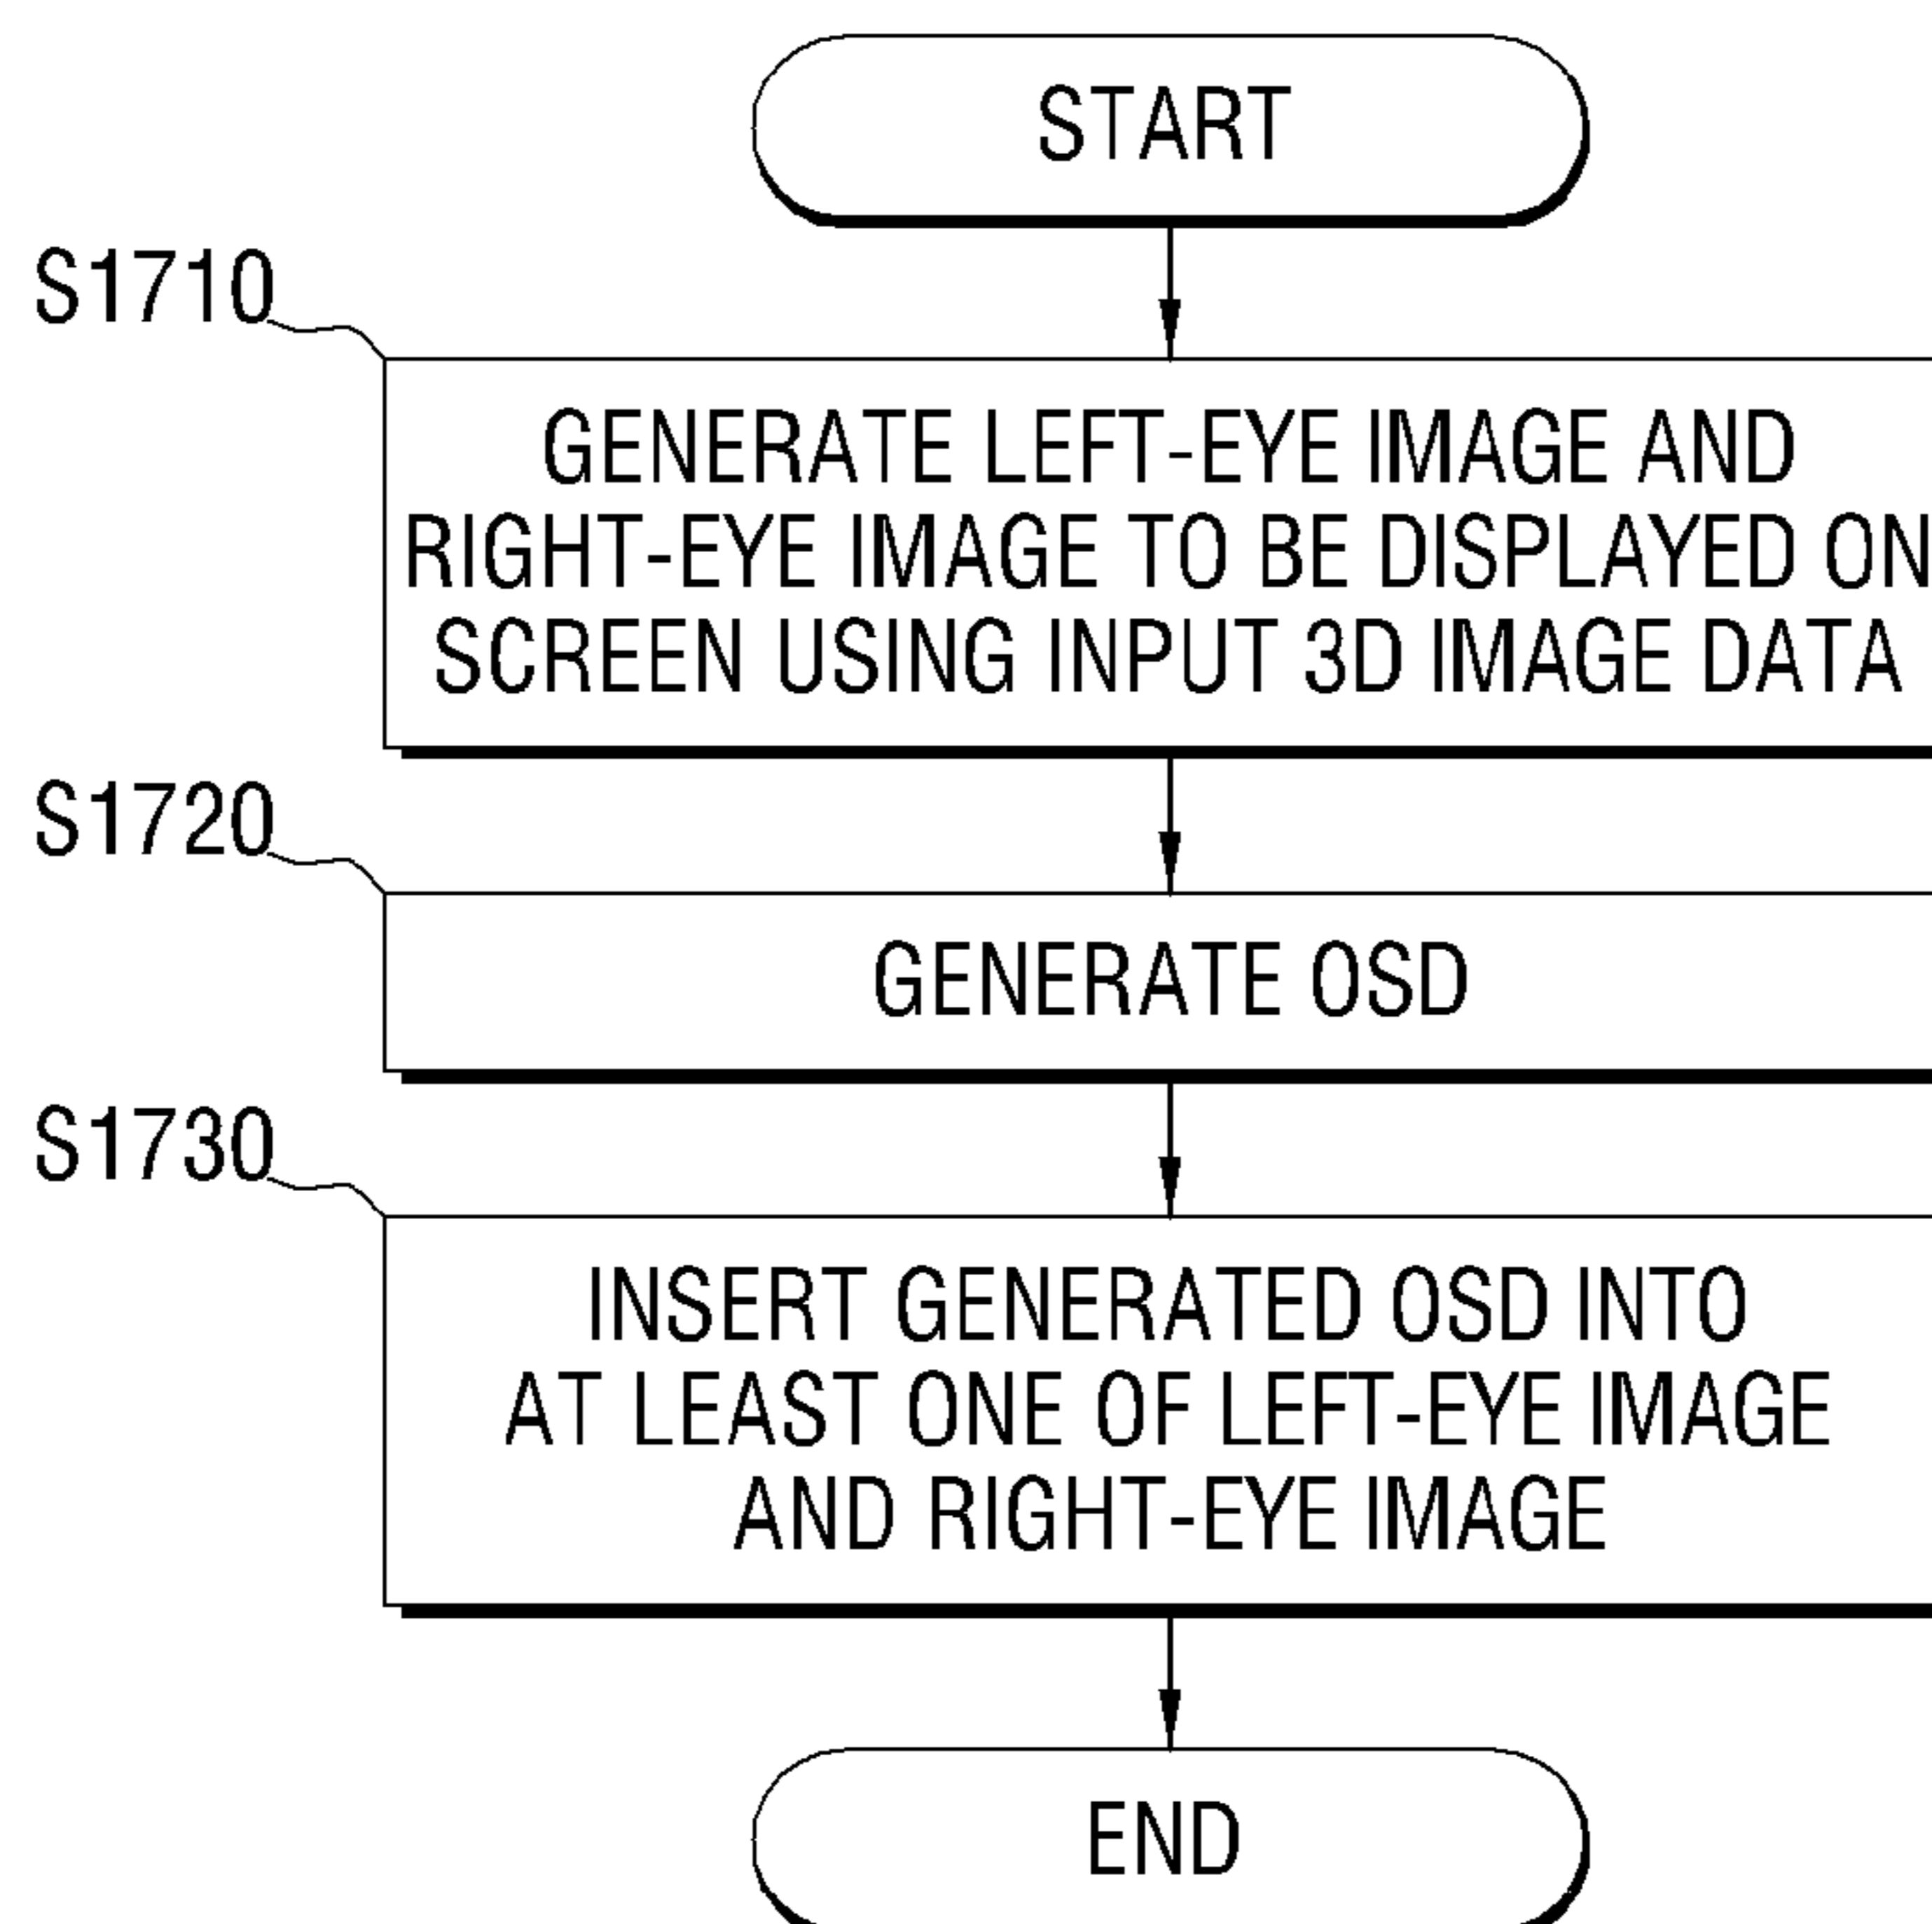 START
S1710
GENERATE LEFT-EYE IMAGE AND
RIGHT-EYE IMAGE TO BE DISPLAYED ON
SCREEN USING INPUT 3D IMAGE DATA
S1720
GENERATE OSD
S1730
INSERT GENERATED OSD INTO
AT LEAST ONE OF LEFT-EYE IMAGE
AND RIGHT-EYE IMAGE
END